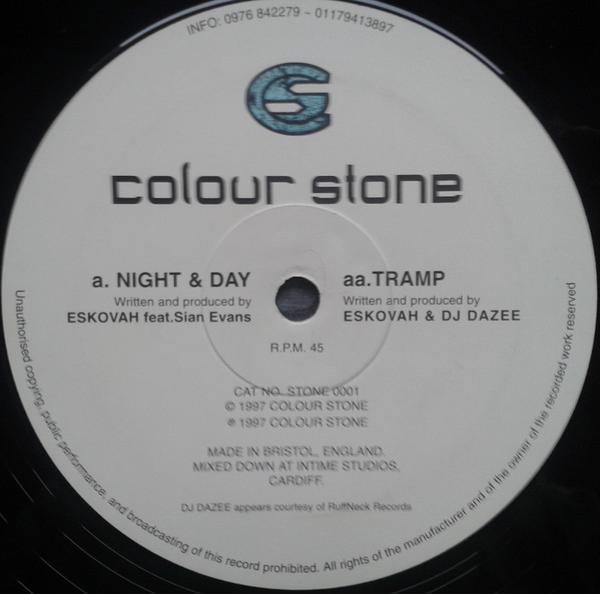 INFO: 0976 842279 - 01179413897
CS
colour stone
a. NIGHT & DAY
Written and produced by
ESKOVAH feat.Sian Evans
aa.TRAMP
Written and produced by
ESKOVAH & DJ DAZEE
R.P.M. 45
CAT NO. STONE 0001
© 1997 COLOUR STONE
℗ 1997 COLOUR STONE
MADE IN BRISTOL, ENGLAND.
MIXED DOWN AT INTIME STUDIOS,
CARDIFF.
DJ DAZEE appears courtesy of RuffNeck Records
Unauthorised copying, public performance, and broadcasting of this record prohibited. All rights of the manufacturer and of the owner of the recorded work reserved